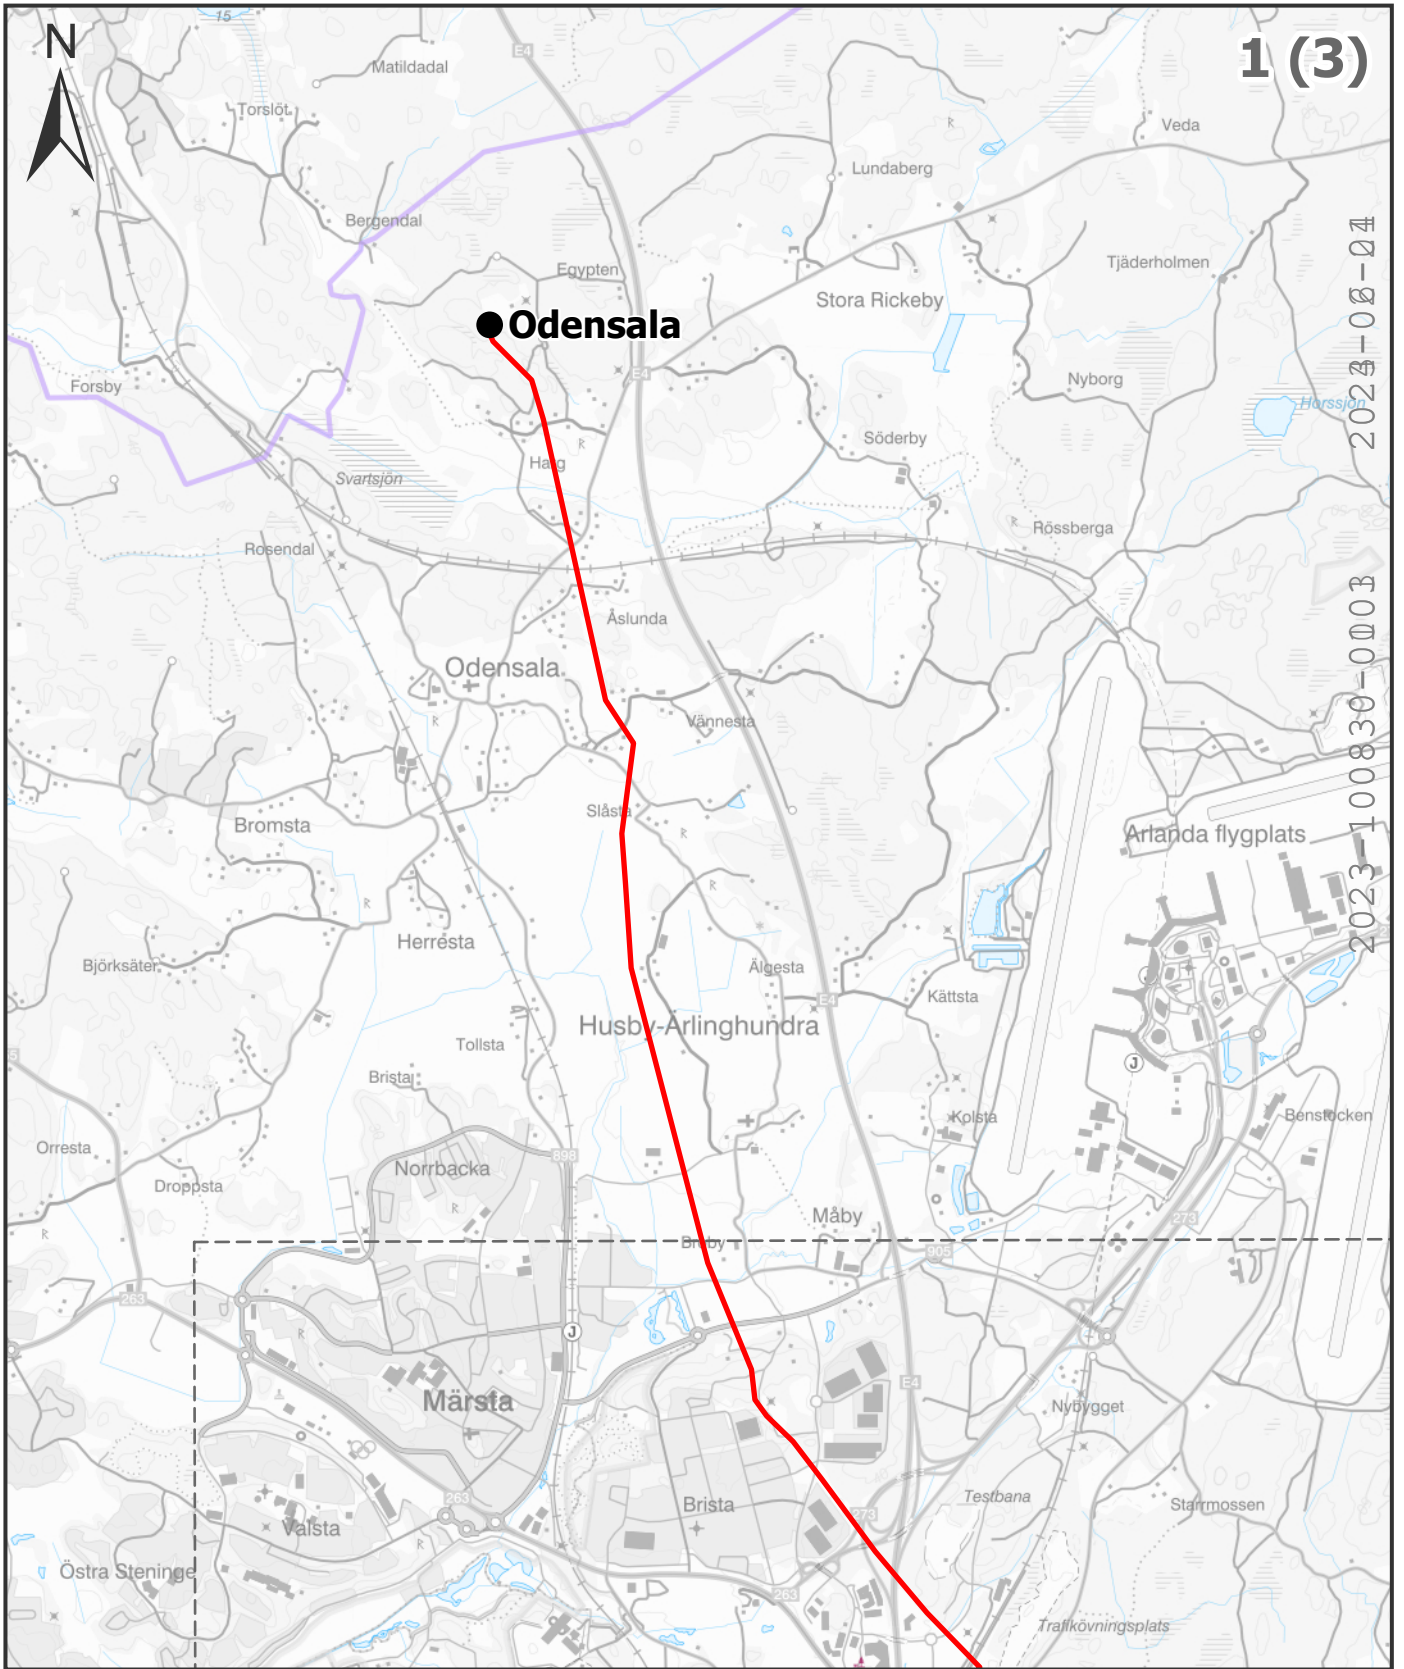 15
N
E4
1 (3)
Matildadal
Torslöt
Veda
Lundaberg
Bergendal
Egypten
Tjäderholmen
Stora Rickeby
Odensala
E4
Nyborg
Forsby
Horssjön
Söderby
Harg
Svartsjön
Rössberga
Rosendal
Åslunda
Odensala
Vännesta
Slåsta
Bromsta
Arlanda flygplats
Herresta
Björksäter
Älgesta
Kättsta
E4
Husby-Ärlinghundra
Tollsta
J
Brista
Kolsta
Benstocken
Orresta
898
Norrbacka
Droppsta
Måby
273
Broby
905
263
J
E4
Märsta
Nybygget
263
Testbana
Brista
Starrmossen
273
Valsta
Östra Steninge
263
Trafikövningsplats